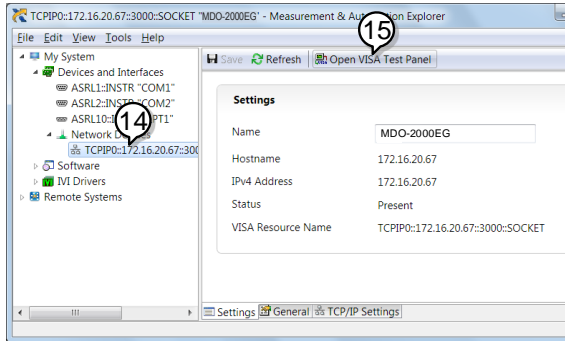 TCPIP0::172.16.20.67::3000::SOCKET "MDO-2000EG" - Measurement & Automation Explorer
15
File Edit View Tools Help
My System
Devices and Interfaces
ASRL1::INSTR "COM1"
ASRL2::INSTR "COM2"
ASRL10::
PT1"
14
Network
TCPIP0::172.16.20.67::300
Software
IVI Drivers
Remote Systems
Save Refresh Open VISA Test Panel
Settings
Name MDO-2000EG
Hostname 172.16.20.67
IPv4 Address 172.16.20.67
Status Present
VISA Resource Name TCPIP0::172.16.20.67::3000::SOCKET
Settings General TCP/IP Settings